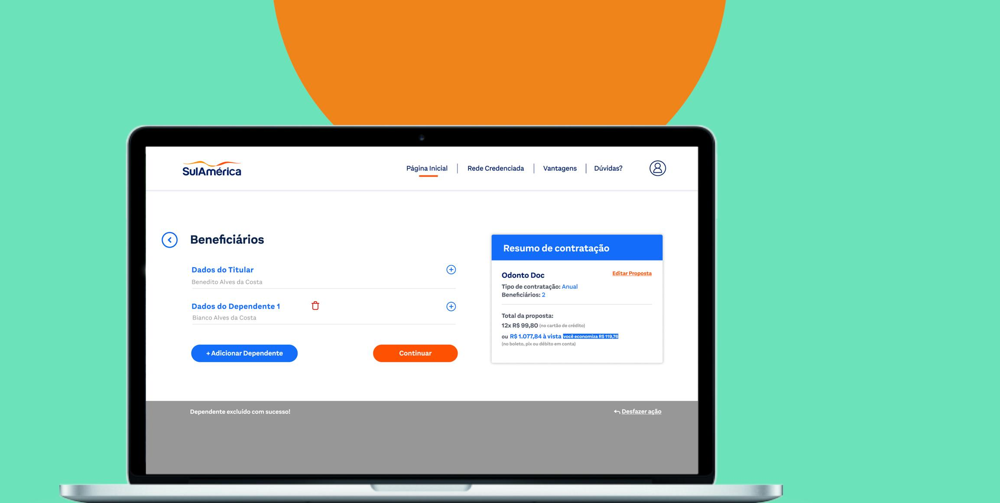 SulAmérica
Página Inicial
Rede Credenciada
Vantagens
Dúvidas?
Beneficiários
Dados do Titular
Benedito Alves da Costa
Dados do Dependente 1
Bianco Alves da Costa
+ Adicionar Dependente
Continuar
Resumo de contratação
Odonto Doc
Editar Proposta
Tipo de contratação: Anual
Beneficiários: 2
Total da proposta:
12x R$ 99,80 (no cartão de crédito)
ou R$ 1.077,84 à vista você economiza R$ 119,76
(no boleto, pix ou débito em conta)
Dependente excluído com sucesso!
Desfazer ação